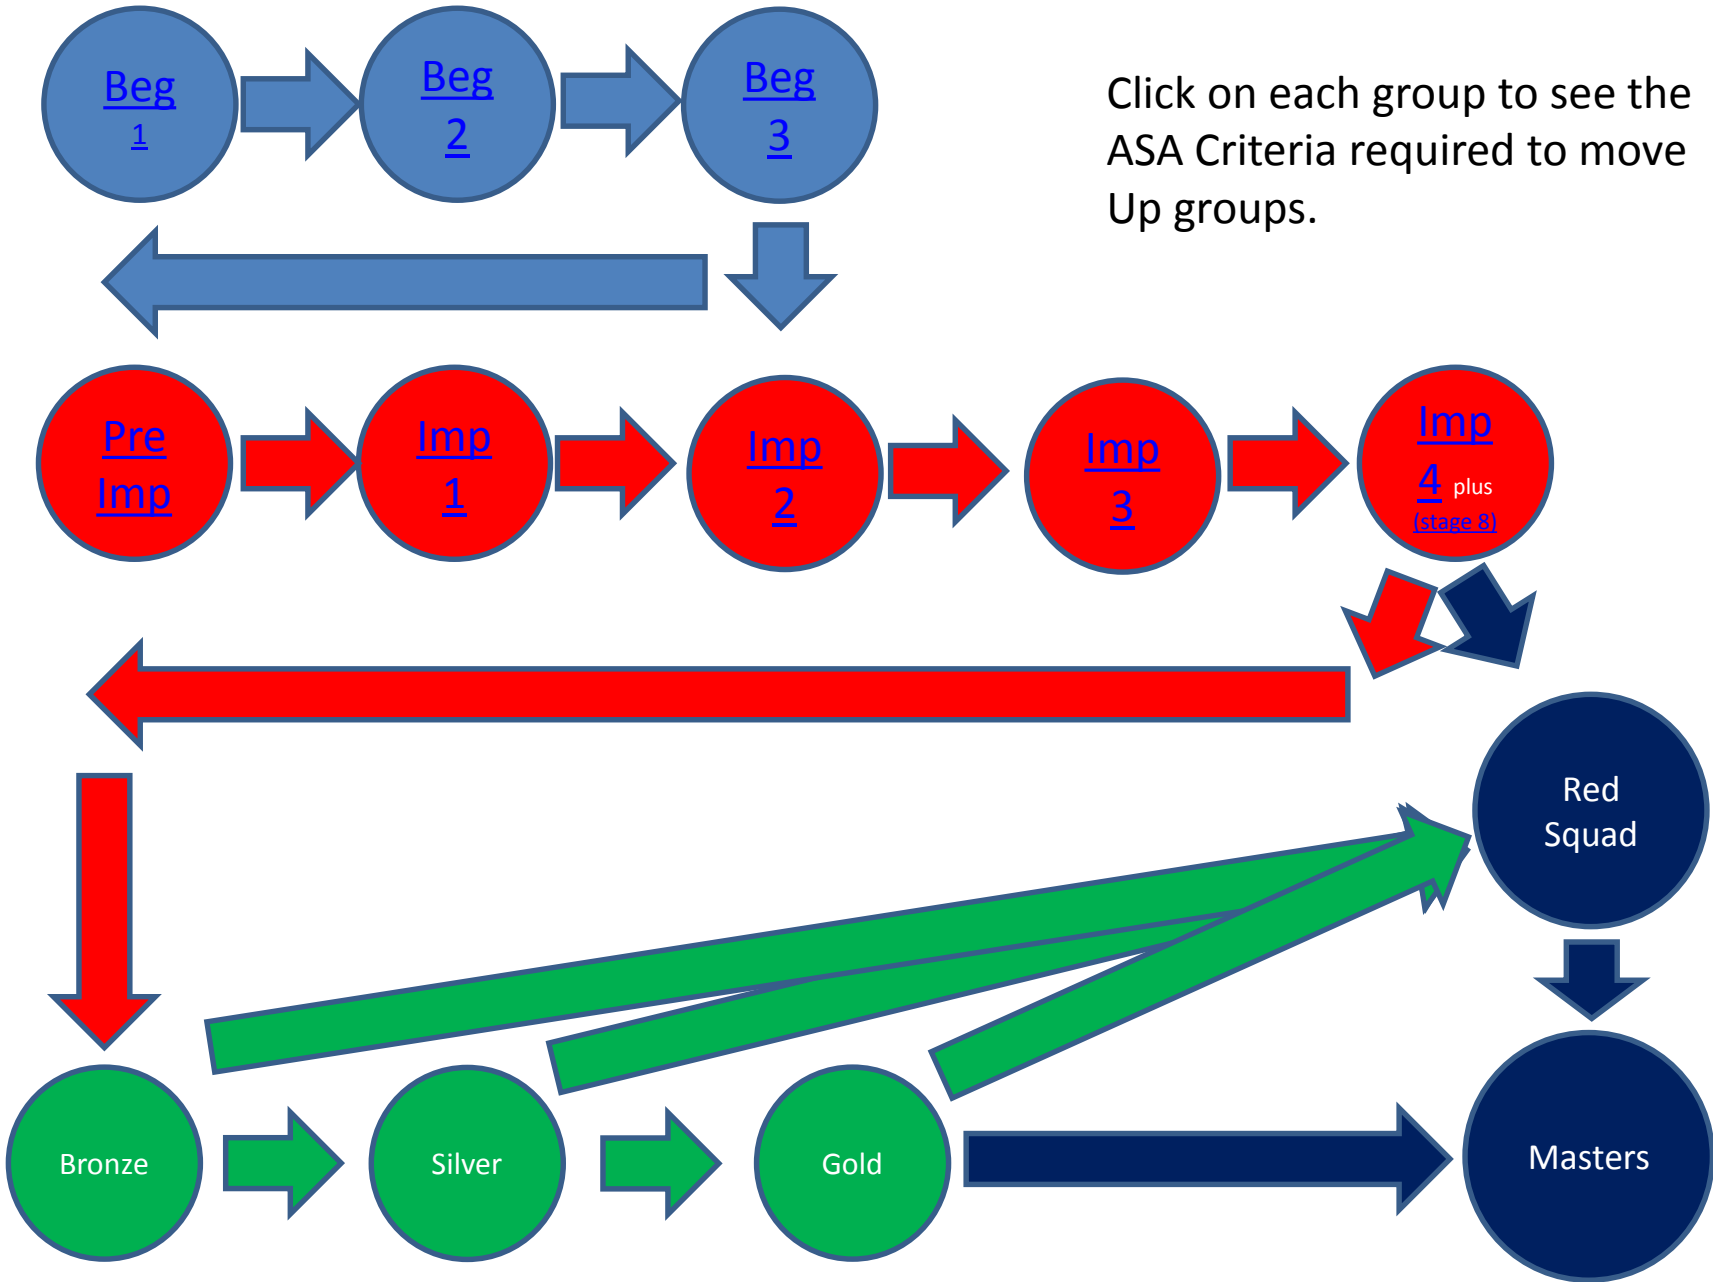 Beg
1
Beg
2
Beg
3
Click on each group to see the
ASA Criteria required to move
Up groups.
Pre
Imp
Imp
1
Imp
2
Imp
3
Imp
4 plus
(stage 8)
Red
Squad
Bronze
Silver
Gold
Masters